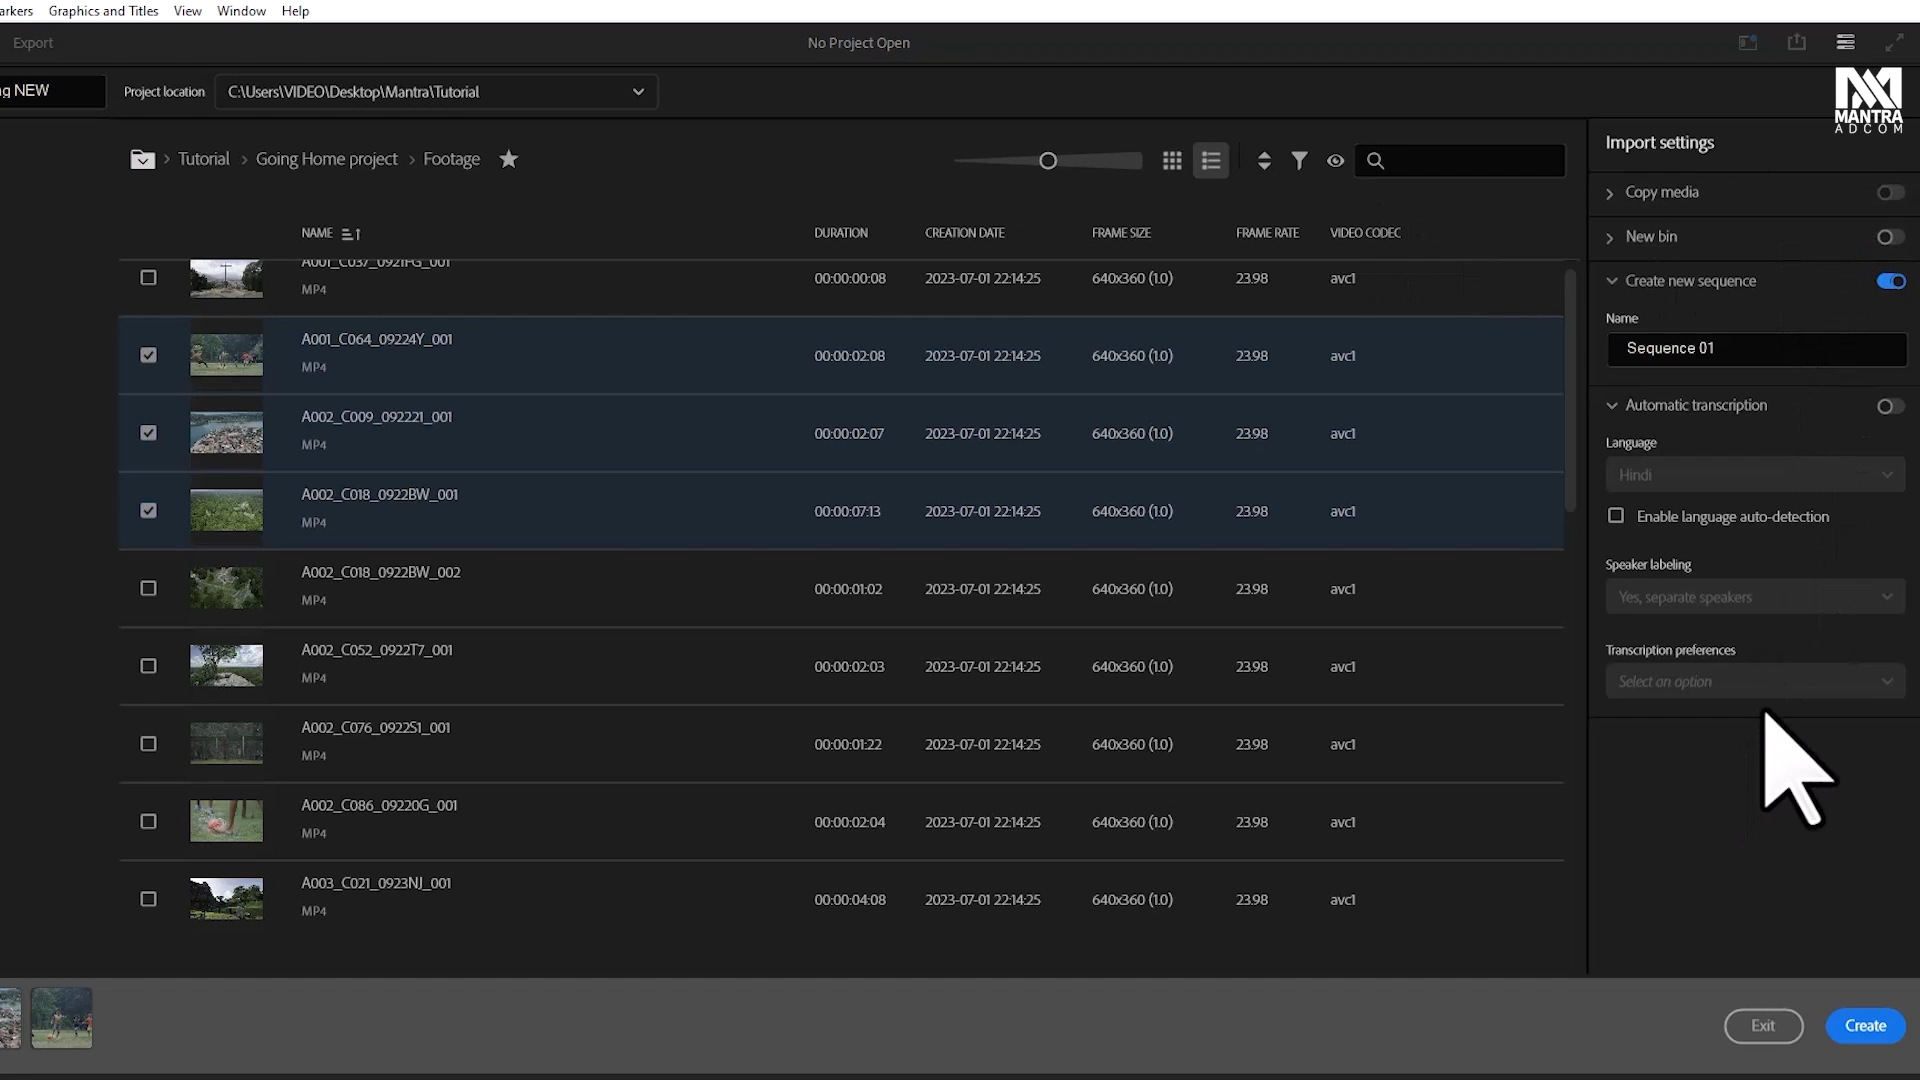 arkers Graphics and Titles View Window Help
Export No Project Open
ng NEW Project location C:\Users\VIDEO\Desktop\Mantra\Tutorial
MANTRA
ADCOM
Tutorial > Going Home project > Footage
Import settings
Copy media
New bin
Create new sequence
Name
Sequence 01
Automatic transcription
Language
Hindi
Enable language auto-detection
Speaker labeling
Yes, separate speakers
Transcription preferences
Select an option
NAME DURATION CREATION DATE FRAME SIZE FRAME RATE VIDEO CODEC
A001_C037_0921FG_001
MP4 00:00:00:08 2023-07-01 22:14:25 640x360 (1.0) 23.98 avc1
A001_C064_09224Y_001
MP4 00:00:02:08 2023-07-01 22:14:25 640x360 (1.0) 23.98 avc1
A002_C009_092221_001
MP4 00:00:02:07 2023-07-01 22:14:25 640x360 (1.0) 23.98 avc1
A002_C018_0922BW_001
MP4 00:00:07:13 2023-07-01 22:14:25 640x360 (1.0) 23.98 avc1
A002_C018_0922BW_002
MP4 00:00:01:02 2023-07-01 22:14:25 640x360 (1.0) 23.98 avc1
A002_C052_0922T7_001
MP4 00:00:02:03 2023-07-01 22:14:25 640x360 (1.0) 23.98 avc1
A002_C076_0922S1_001
MP4 00:00:01:22 2023-07-01 22:14:25 640x360 (1.0) 23.98 avc1
A002_C086_09220G_001
MP4 00:00:02:04 2023-07-01 22:14:25 640x360 (1.0) 23.98 avc1
A003_C021_0923NJ_001
MP4 00:00:04:08 2023-07-01 22:14:25 640x360 (1.0) 23.98 avc1
Exit Create